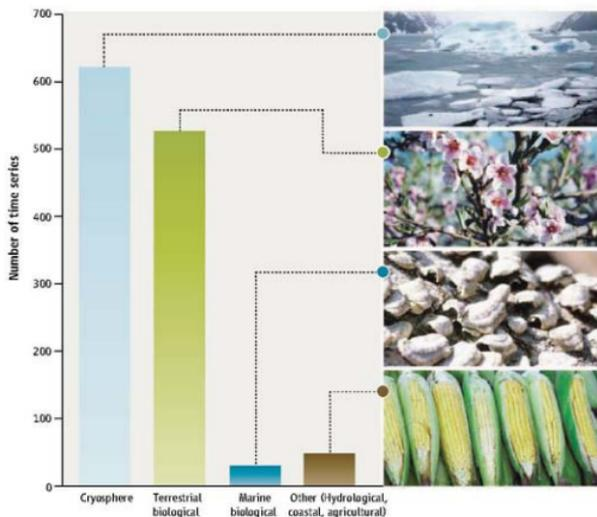 700
600
500
400
300
200
100
0
Number of time series
Cryosphere
Terrestrial
biological
Marine
biological
Other (Hydrological,
coastal, agricultural)